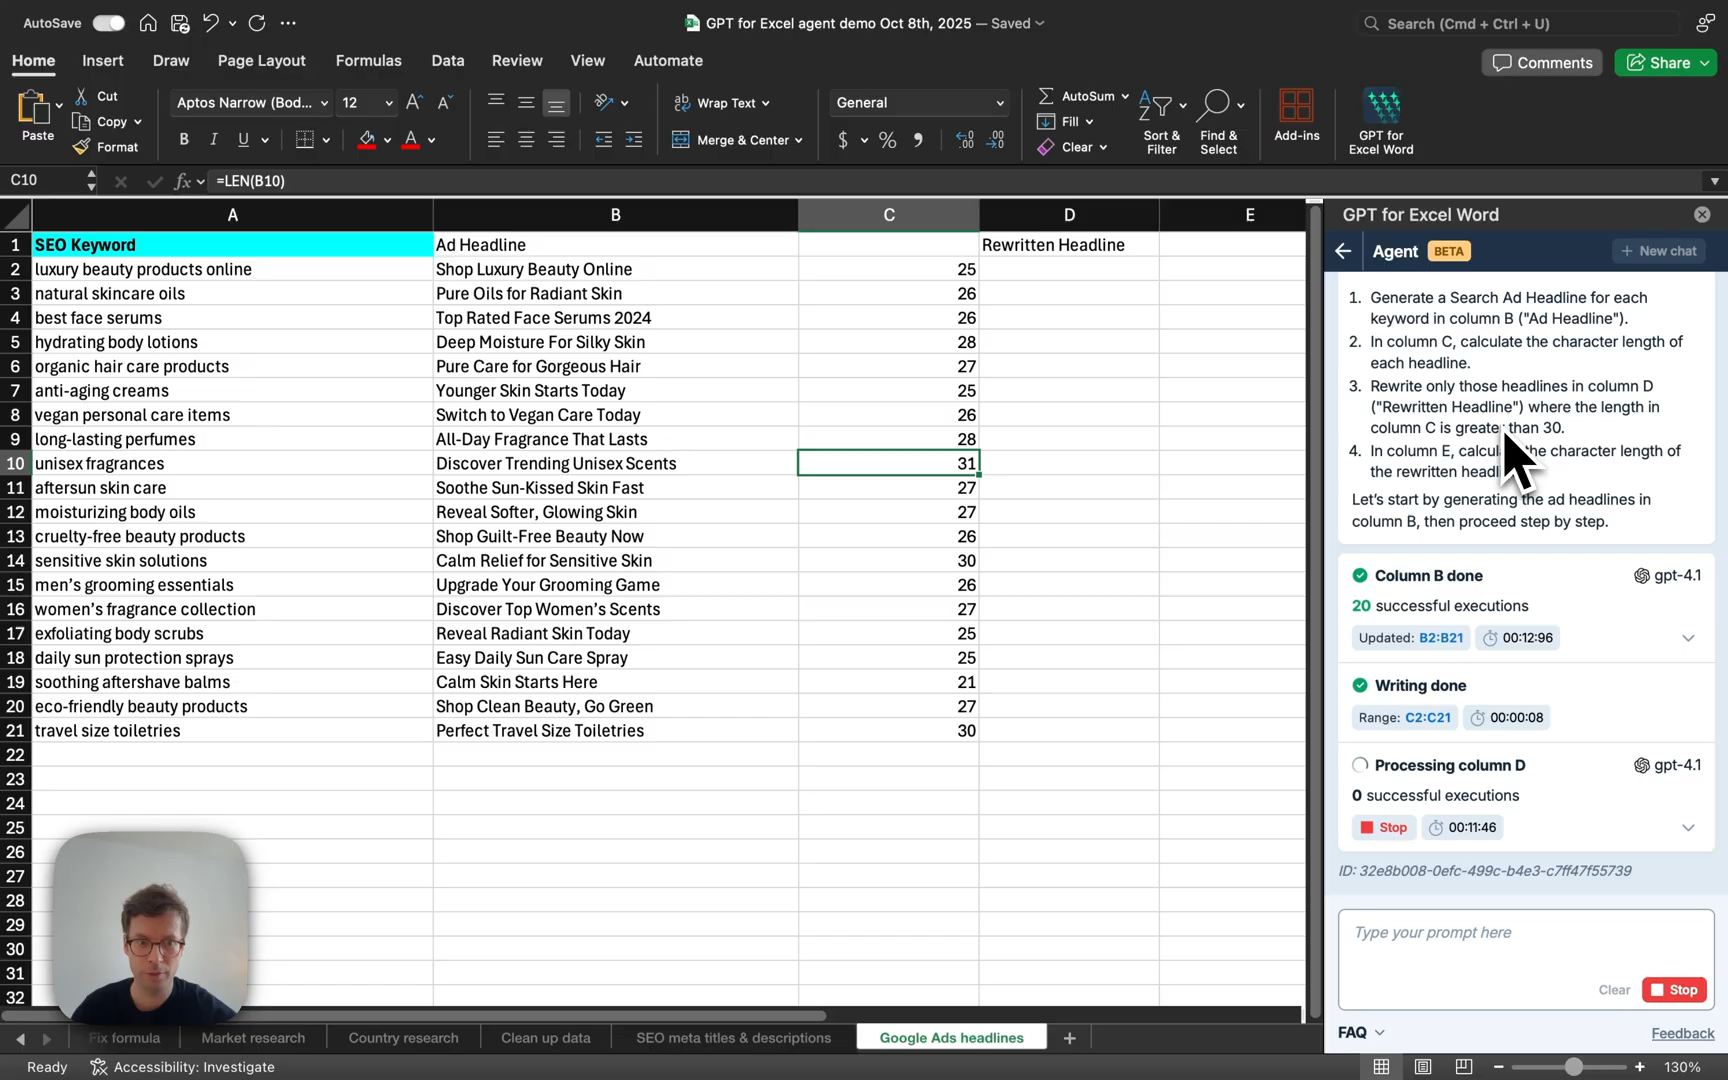 AutoSave
GPT for Excel agent demo Oct 8th, 2025 — Saved
Search (Cmd + Ctrl + U)
Home Insert Draw Page Layout Formulas Data Review View Automate
Comments Share
Paste
Cut
Copy
Format
Aptos Narrow (Bod... 12
B I U
Wrap Text
Merge & Center
General
$ %
AutoSum
Fill
Clear
Sort & Filter
Find & Select
Add-ins
GPT for Excel Word
C10 fx =LEN(B10)
A B C D E
1 SEO Keyword Ad Headline Rewritten Headline
2 luxury beauty products online Shop Luxury Beauty Online 25
3 natural skincare oils Pure Oils for Radiant Skin 26
4 best face serums Top Rated Face Serums 2024 26
5 hydrating body lotions Deep Moisture For Silky Skin 28
6 organic hair care products Pure Care for Gorgeous Hair 27
7 anti-aging creams Younger Skin Starts Today 25
8 vegan personal care items Switch to Vegan Care Today 26
9 long-lasting perfumes All-Day Fragrance That Lasts 28
10 unisex fragrances Discover Trending Unisex Scents 31
11 aftersun skin care Soothe Sun-Kissed Skin Fast 27
12 moisturizing body oils Reveal Softer, Glowing Skin 27
13 cruelty-free beauty products Shop Guilt-Free Beauty Now 26
14 sensitive skin solutions Calm Relief for Sensitive Skin 30
15 men's grooming essentials Upgrade Your Grooming Game 26
16 women's fragrance collection Discover Top Women's Scents 27
17 exfoliating body scrubs Reveal Radiant Skin Today 25
18 daily sun protection sprays Easy Daily Sun Care Spray 25
19 soothing aftershave balms Calm Skin Starts Here 21
20 eco-friendly beauty products Shop Clean Beauty, Go Green 27
21 travel size toiletries Perfect Travel Size Toiletries 30
22
23
24
25
26
27
28
29
30
31
32
GPT for Excel Word
Agent BETA + New chat
1. Generate a Search Ad Headline for each
keyword in column B ("Ad Headline").
2. In column C, calculate the character length of
each headline.
3. Rewrite only those headlines in column D
("Rewritten Headline") where the length in
column C is greater than 30.
4. In column E, the character length of
the rewritten
Let's start by generating the ad headlines in
column B, then proceed step by step.
Column B done gpt-4.1
20 successful executions
Updated: B2:B21 00:12:96
Writing done
Range: C2:C21 00:00:08
Processing column D gpt-4.1
0 successful executions
Stop 00:11:46
ID: 32e8b008-0efc-499c-b4e3-c7ff47f55739
Type your prompt here
Clear Stop
FAQ Feedback
Fix formula Market research Country research Clean up data SEO meta titles & descriptions Google Ads headlines +
Ready Accessibility: Investigate 130%